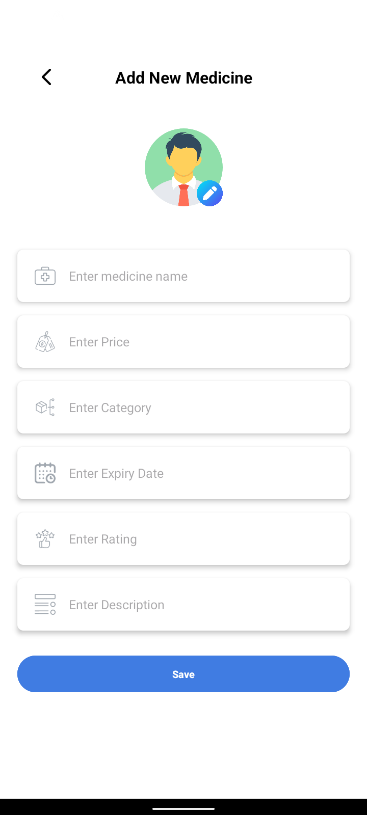 Add New Medicine
Enter medicine name
Enter Price
Enter Category
Enter Expiry Date
Enter Rating
Enter Description
Save